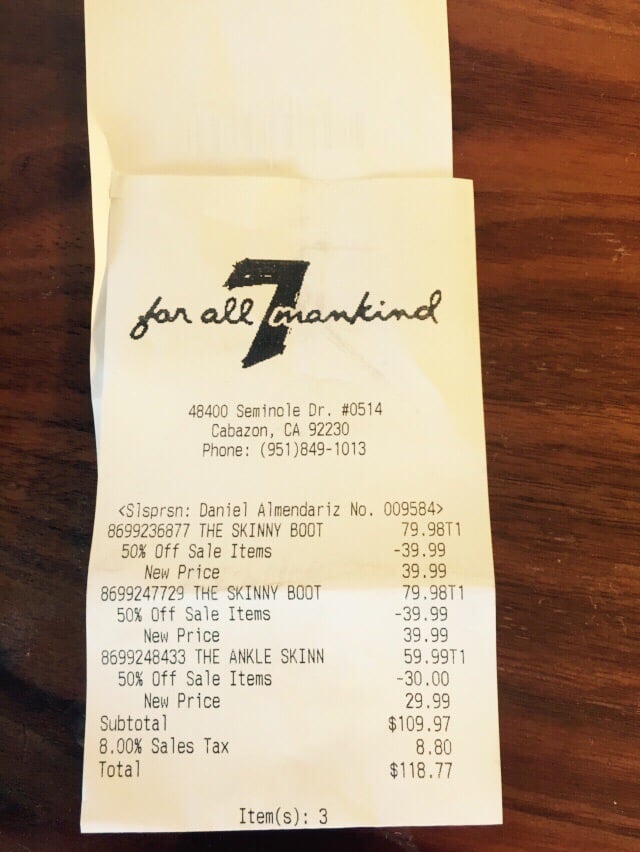 for all 7 mankind
48400 Seminole Dr. #0514
Cabazon, CA 92230
Phone: (951)849-1013
<Slsprsn: Daniel Almendariz No. 009584>
8699236877 THE SKINNY BOOT 79.98T1
50% Off Sale Items -39.99
New Price 39.99
8699247729 THE SKINNY BOOT 79.98T1
50% Off Sale Items -39.99
New Price 39.99
8699248433 THE ANKLE SKINN 59.99T1
50% Off Sale Items -30.00
New Price 29.99
Subtotal $109.97
8.00% Sales Tax 8.80
Total $118.77
Item(s): 3